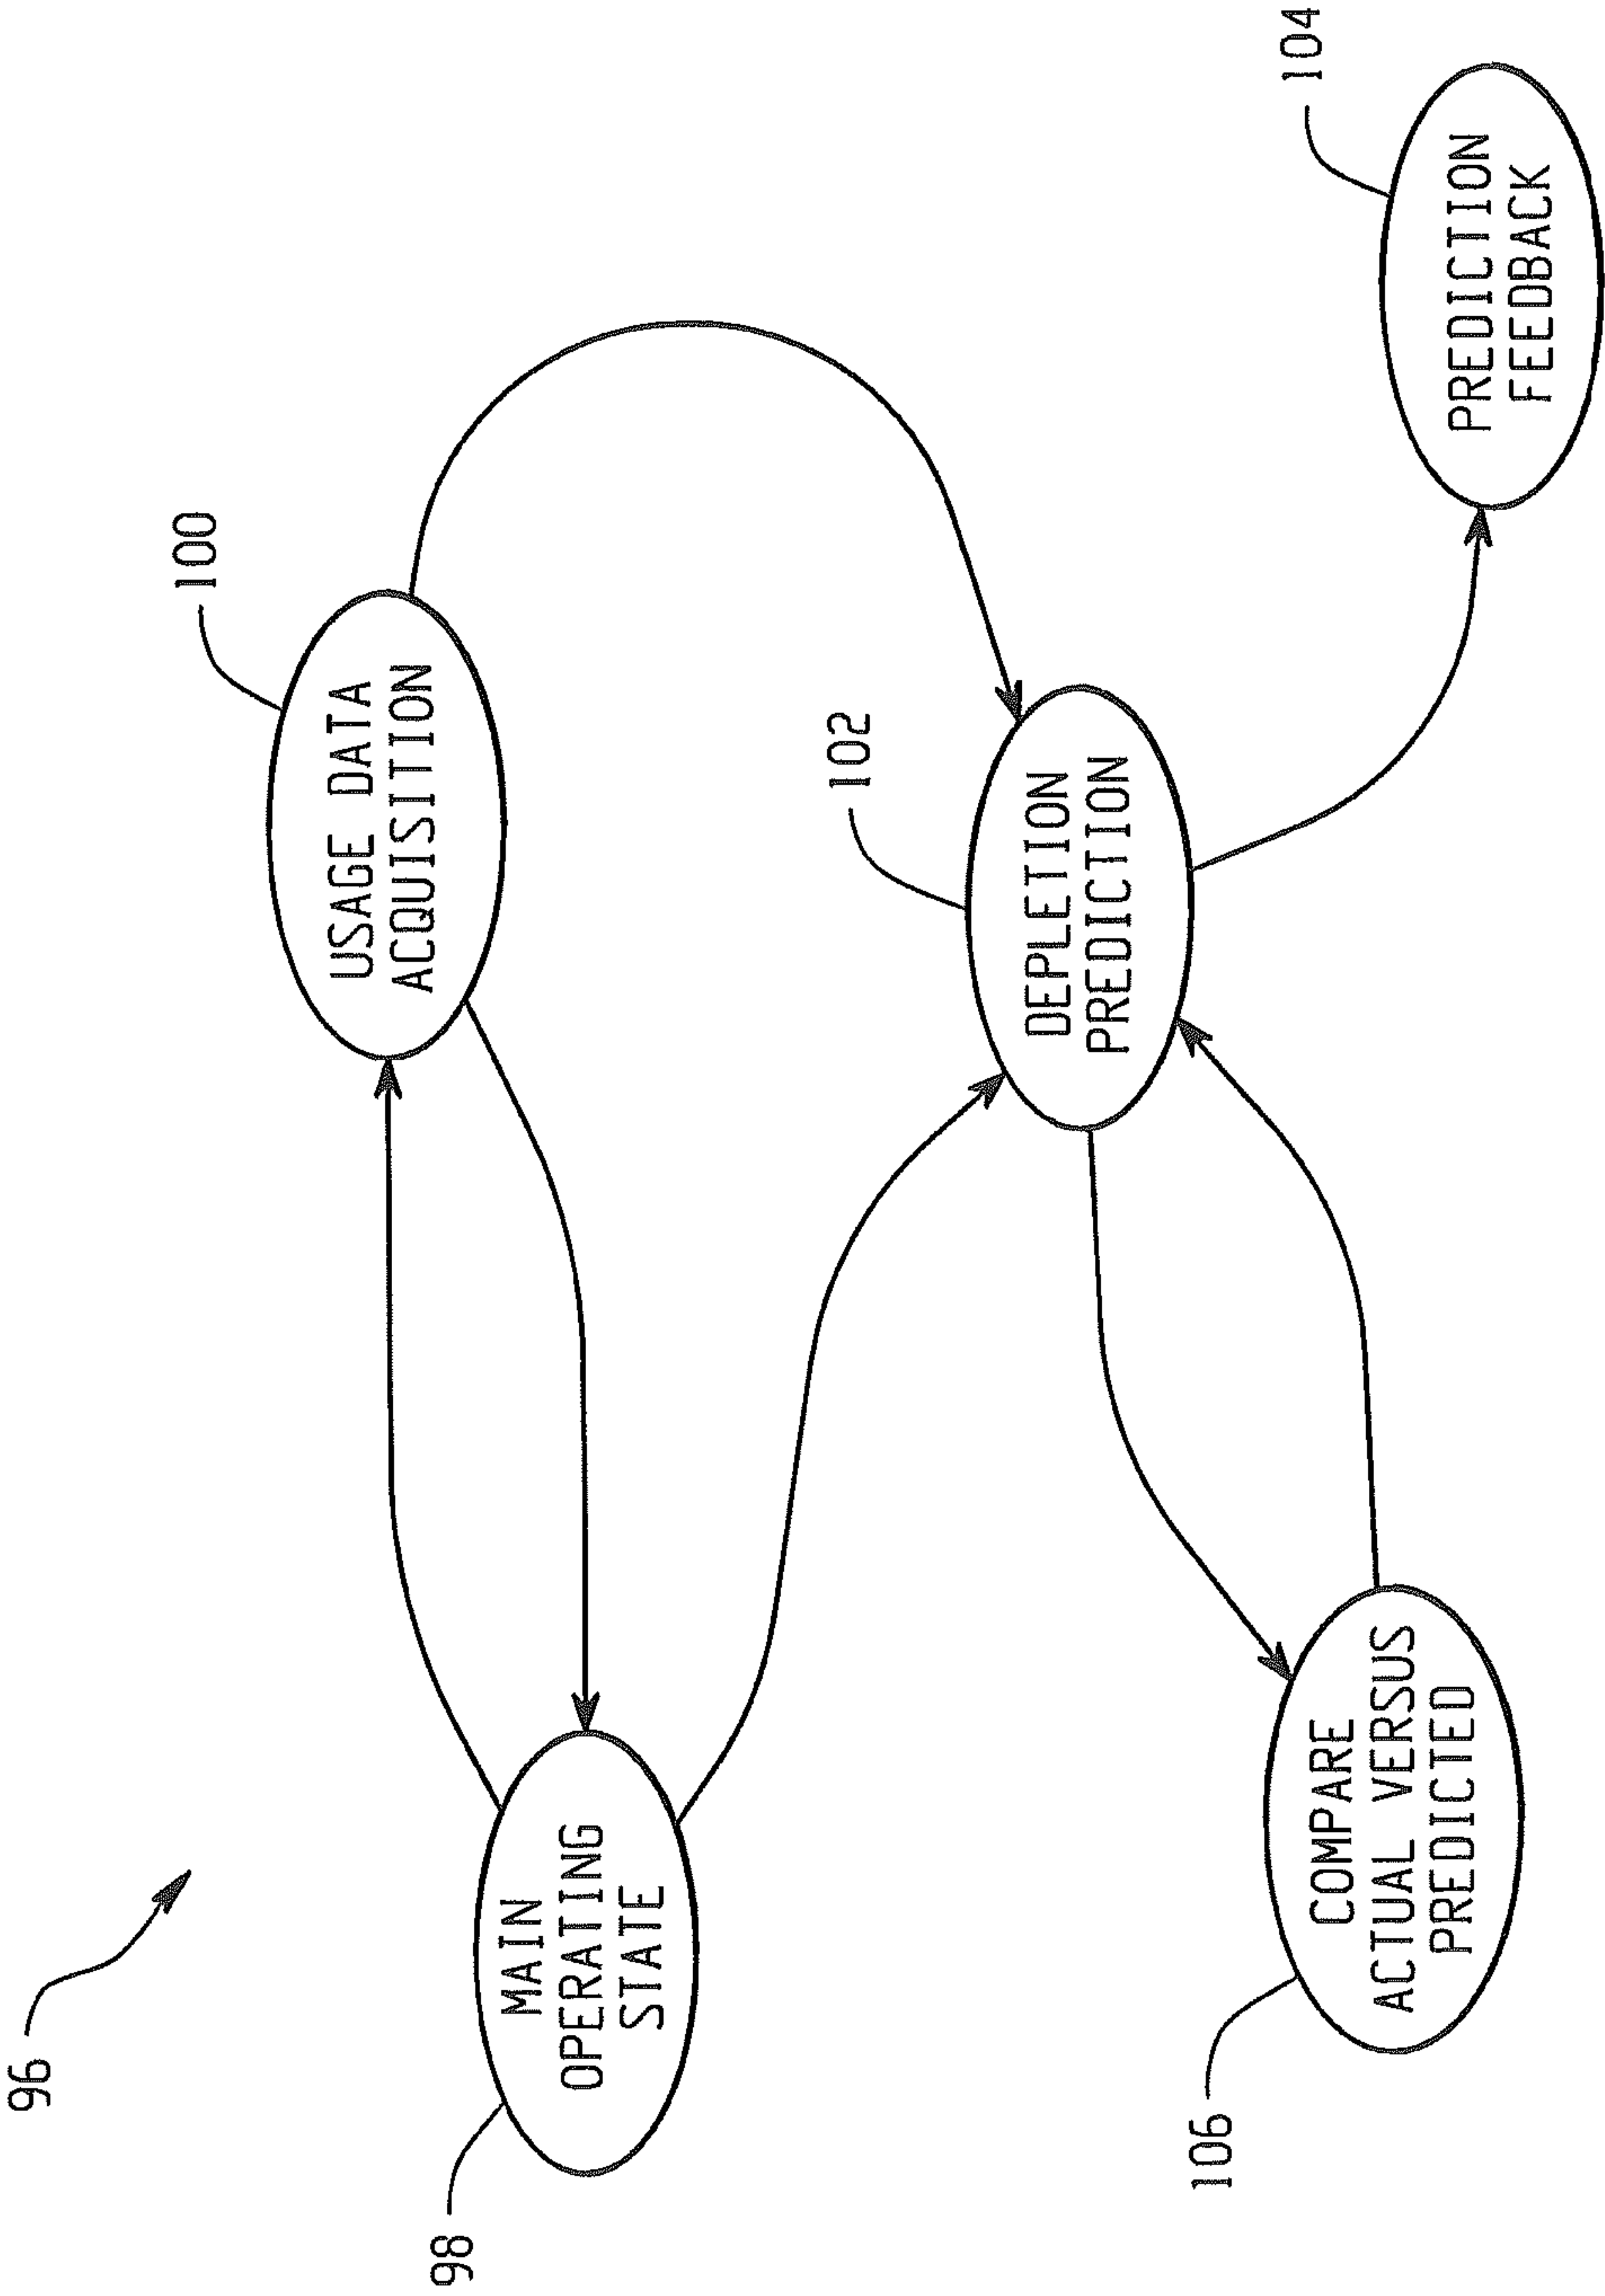 96
98
MAIN
OPERATING
STATE
100
USAGE DATA
ACQUISITION
102
DEPLETION
PREDICTION
106
COMPARE
ACTUAL VERSUS
PREDICTED
104
PREDICTION
FEEDBACK